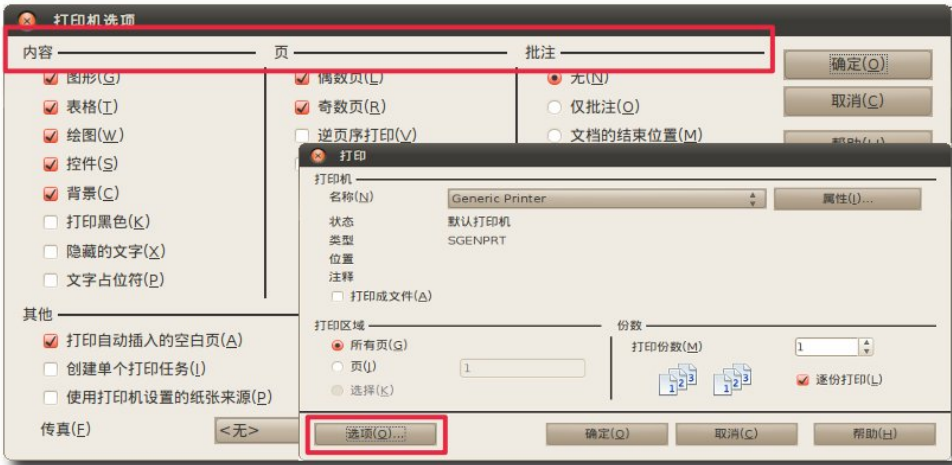 打印机选项
内容 页 批注
图形(G) 偶数页(L) 无(N) 确定(O)
表格(T) 奇数页(R) 仅批注(O) 取消(C)
绘图(W) 逆页序打印(V) 文档的结束位置(M)
控件(S)
背景(C)
打印黑色(K)
隐藏的文字(X)
文字占位符(P)
其他
打印自动插入的空白页(A)
创建单个打印任务(I)
使用打印机设置的纸张来源(P)
传真(F) <无>
打印
打印机
名称(N) Generic Printer 属性(I)...
状态 默认打印机
类型 SGENPRT
位置
注释
打印成文件(A)
打印区域 份数
所有页(G) 打印份数(M) 1
页(J) 1
1 2 3 1 2 3 逐份打印(L)
选择(K)
选项(O)... 确定(O) 取消(C) 帮助(H)